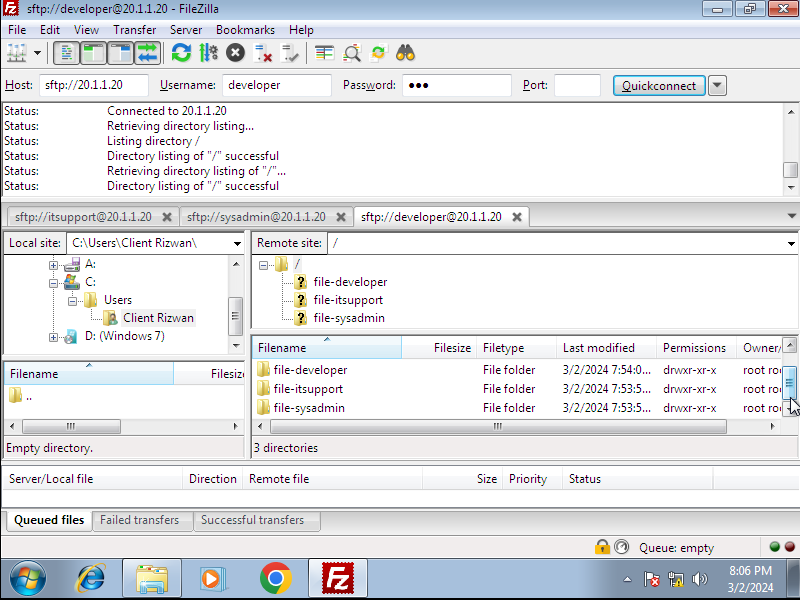 sftp://developer@20.1.1.20 - FileZilla
File Edit View Transfer Server Bookmarks Help
Host: sftp://20.1.1.20 Username: developer Password: ●●● Port: Quickconnect
Status: Connected to 20.1.1.20
Status: Retrieving directory listing...
Status: Listing directory /
Status: Directory listing of "/" successful
Status: Retrieving directory listing of "/"...
Status: Directory listing of "/" successful
sftp://itsupport@20.1.1.20 sftp://sysadmin@20.1.1.20 sftp://developer@20.1.1.20
Local site: C:\Users\Client Rizwan\
A:
C:
Users
Client Rizwan
D: (Windows 7)
Filename Filesize
..
Empty directory.
Remote site: /
/
file-developer
file-itsupport
file-sysadmin
Filename Filesize Filetype Last modified Permissions Owner/
file-developer File folder 3/2/2024 7:54:0... drwxr-xr-x root roo
file-itsupport File folder 3/2/2024 7:53:5... drwxr-xr-x root roo
file-sysadmin File folder 3/2/2024 7:53:5... drwxr-xr-x root roo
3 directories
Server/Local file Direction Remote file Size Priority Status
Queued files Failed transfers Successful transfers
Queue: empty
8:06 PM
3/2/2024